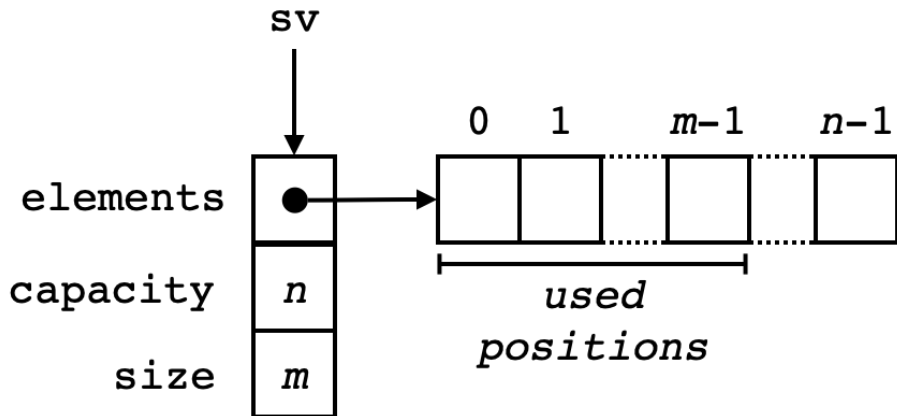 sv
0 1 m-1 n-1
elements
capacity n
used
positions
size m